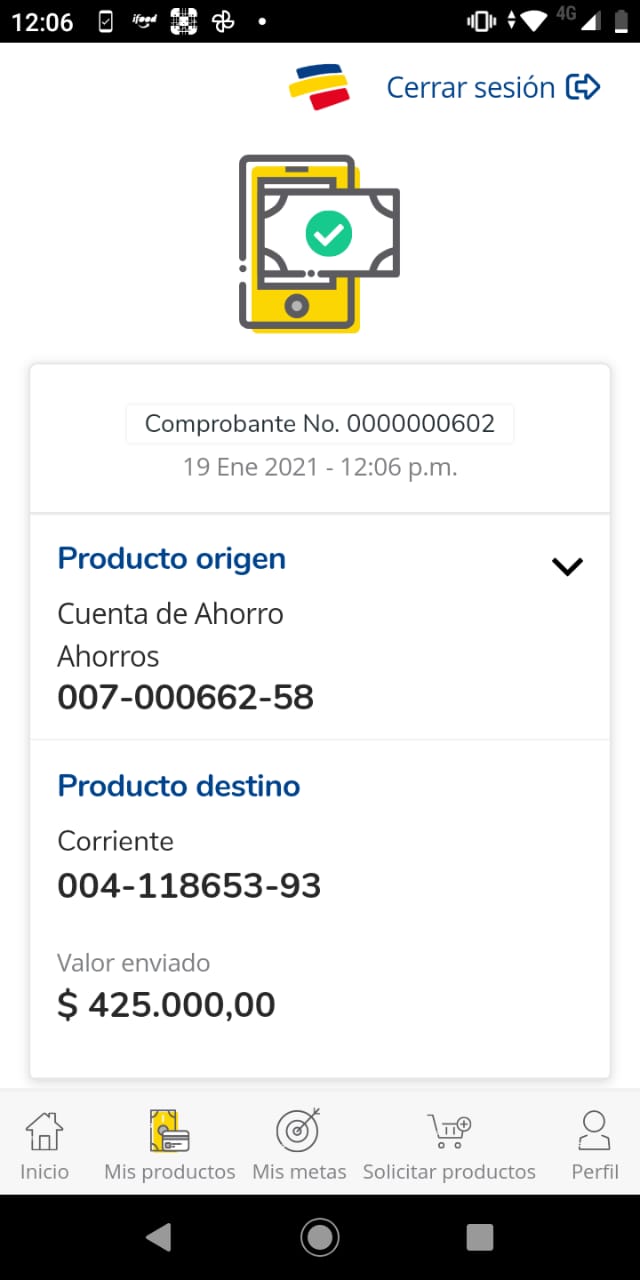 12:06
ifood
4G
Cerrar sesión
Comprobante No. 0000000602
19 Ene 2021 - 12:06 p.m.
Producto origen
Cuenta de Ahorro
Ahorros
007-000662-58
Producto destino
Corriente
004-118653-93
Valor enviado
$ 425.000,00
Inicio
Mis productos
Mis metas
Solicitar productos
Perfil